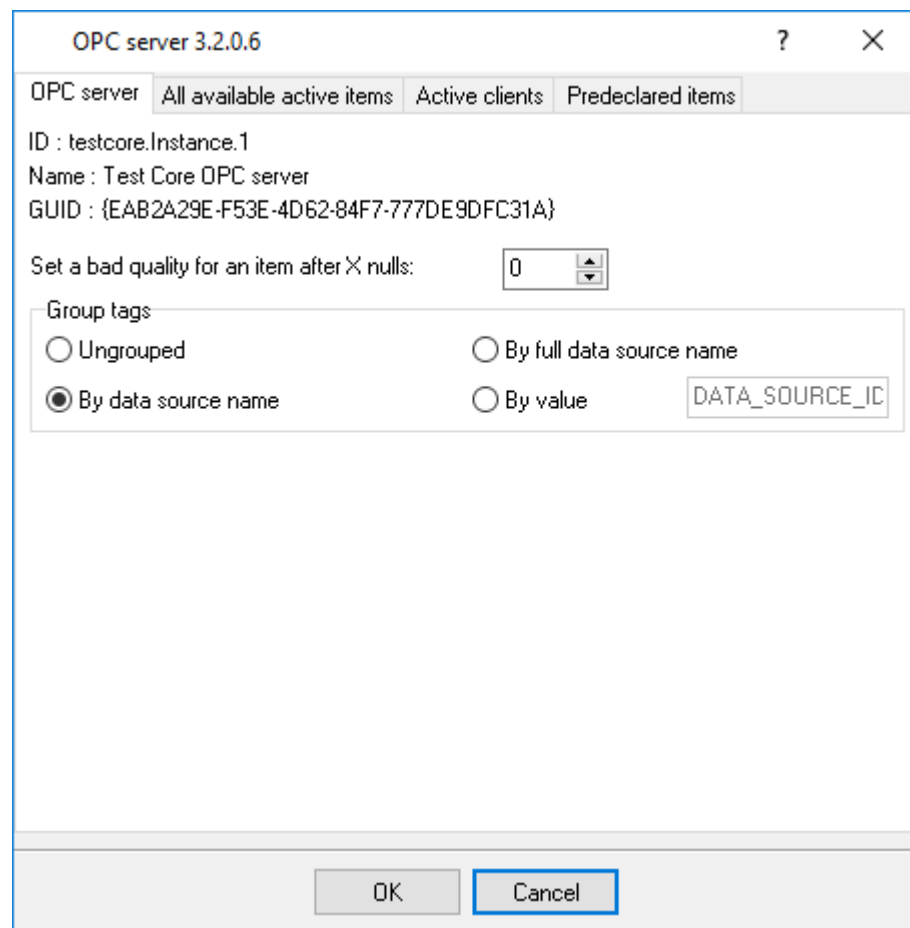 OPC server 3.2.0.6 ?
OPC server All available active items Active clients Predeclared items
ID : testcore.Instance.1
Name : Test Core OPC server
GUID : {EAB2A29E-F53E-4D62-84F7-777DE9DFC31A}
Set a bad quality for an item after X nulls: 0
Group tags
Ungrouped By full data source name
By data source name By value DATA_SOURCE_ID
OK Cancel